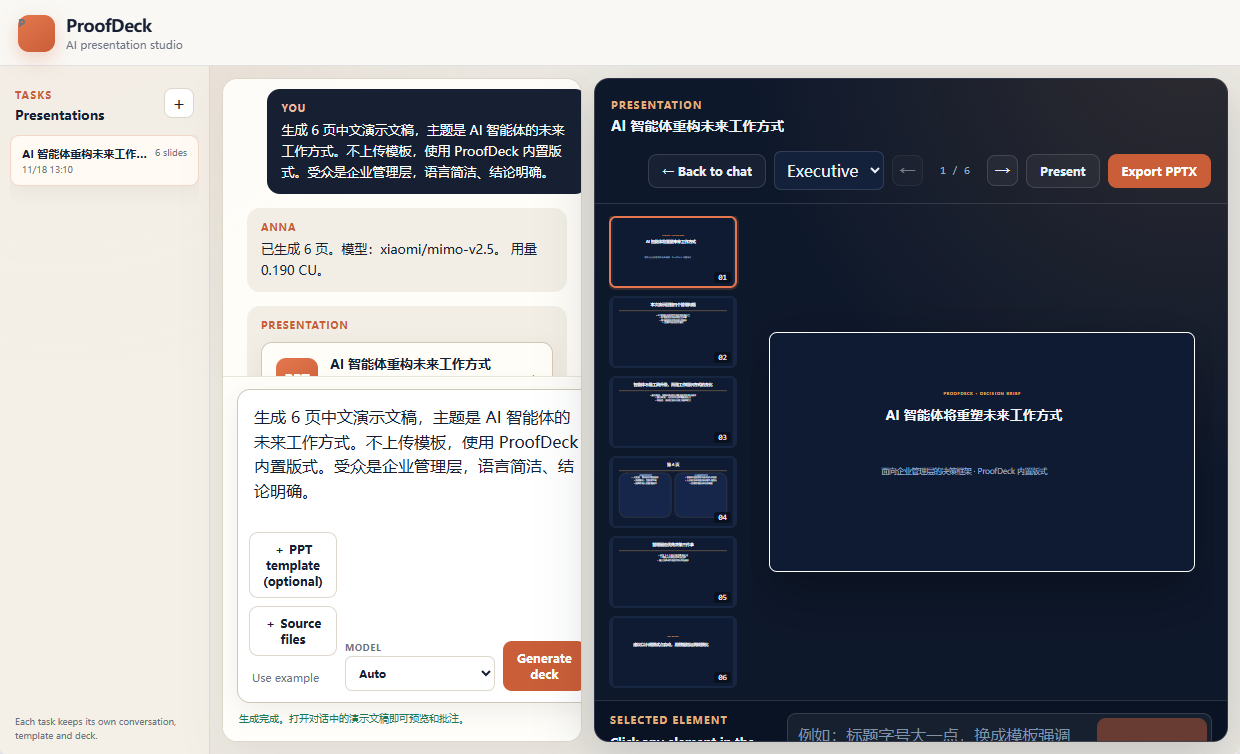 ProofDeck
AI presentation studio
TASKS
Presentations
+
AI 智能体重构未来工作... 6 slides
11/18 13:10
Each task keeps its own conversation,
template and deck.
YOU
生成 6 页中文演示文稿，主题是 AI 智能体的未来
工作方式。不上传模板，使用 ProofDeck 内置版
式。受众是企业管理层，语言简洁、结论明确。
ANNA
已生成 6 页。模型：xiaomi/mimo-v2.5。 用量
0.190 CU。
PRESENTATION
AI 智能体重构未来工作方式
生成 6 页中文演示文稿，主题是 AI 智能体的
未来工作方式。不上传模板，使用 ProofDeck
内置版式。受众是企业管理层，语言简洁、结
论明确。
+ PPT
template
(optional)
+ Source
files
Use example
MODEL
Auto
Generate
deck
生成完成。打开对话中的演示文稿即可预览和批注。
PRESENTATION
AI 智能体重构未来工作方式
← Back to chat
Executive
←
1 / 6
→
Present
Export PPTX
01
02
03
第 4 页
04
05
06
PROOFDECK · DECISION BRIEF
AI 智能体将重塑未来工作方式
面向企业管理层的决策框架 · ProofDeck 内置版式
SELECTED ELEMENT
Click any element in the
例如：标题字号大一点，换成模板强调